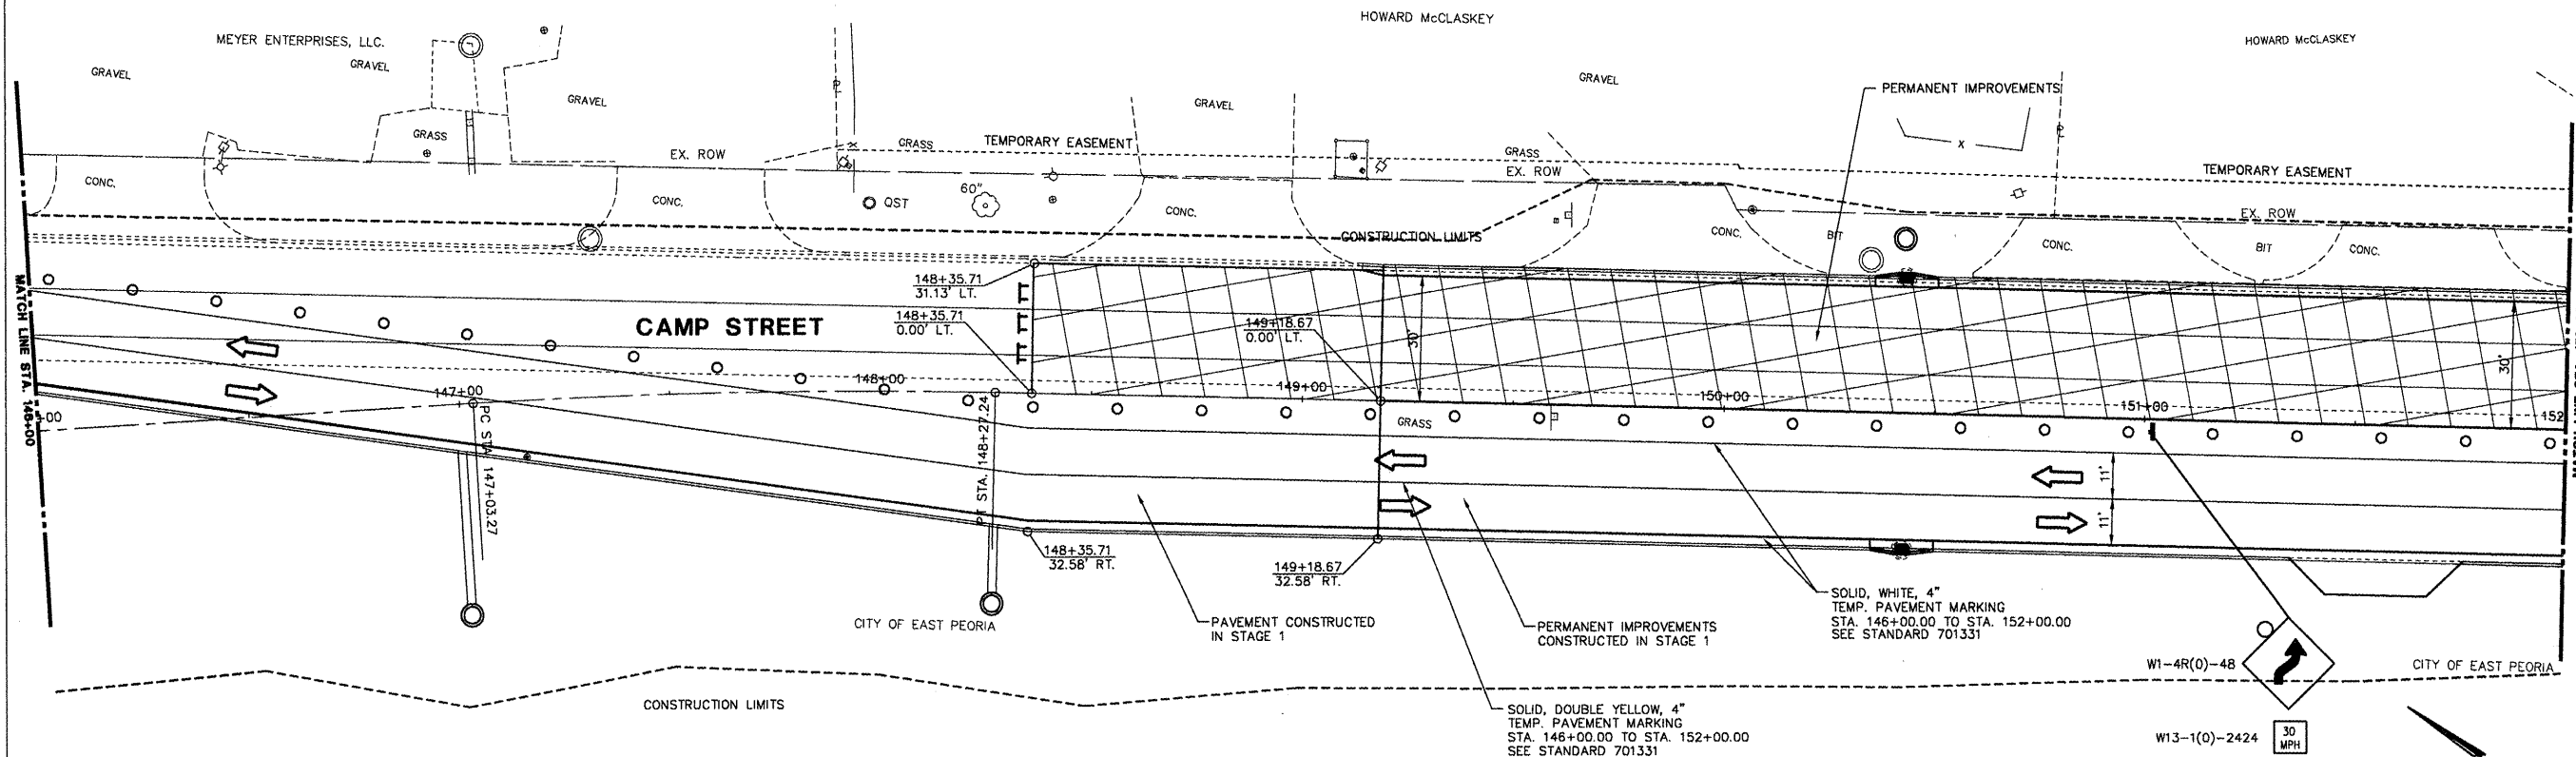 HOWARD McCLASKEY
MEYER ENTERPRISES, LLC.
HOWARD McCLASKEY
GRAVEL
GRAVEL
GRAVEL
GRAVEL
GRAVEL
PERMANENT IMPROVEMENTS
GRASS
GRASS
TEMPORARY EASEMENT
EX. ROW
GRASS
EX. ROW
TEMPORARY EASEMENT
CONC.
CONC.
QST
60"
CONC.
EX. ROW
CONSTRUCTION LIMITS
CONC.
BIT
CONC.
BIT
CONC.
MATCH LINE STA. 146+00
148+35.71
31.13' LT.
148+35.71
0.00' LT.
CAMP STREET
149+18.67
0.00' LT.
30'
30'
+00
147+00
148+00
149+00
150+00
151+00
152
GRASS
PC STA. 147+03.27
PT STA. 148+27.24
11'
11'
148+35.71
32.58' RT.
149+18.67
32.58' RT.
CITY OF EAST PEORIA
PAVEMENT CONSTRUCTED
IN STAGE 1
PERMANENT IMPROVEMENTS
CONSTRUCTED IN STAGE 1
SOLID, WHITE, 4"
TEMP. PAVEMENT MARKING
STA. 146+00.00 TO STA. 152+00.00
SEE STANDARD 701331
W1-4R(O)-48
CITY OF EAST PEORIA
CONSTRUCTION LIMITS
SOLID, DOUBLE YELLOW, 4"
TEMP. PAVEMENT MARKING
STA. 146+00.00 TO STA. 152+00.00
SEE STANDARD 701331
W13-1(O)-2424
30
MPH